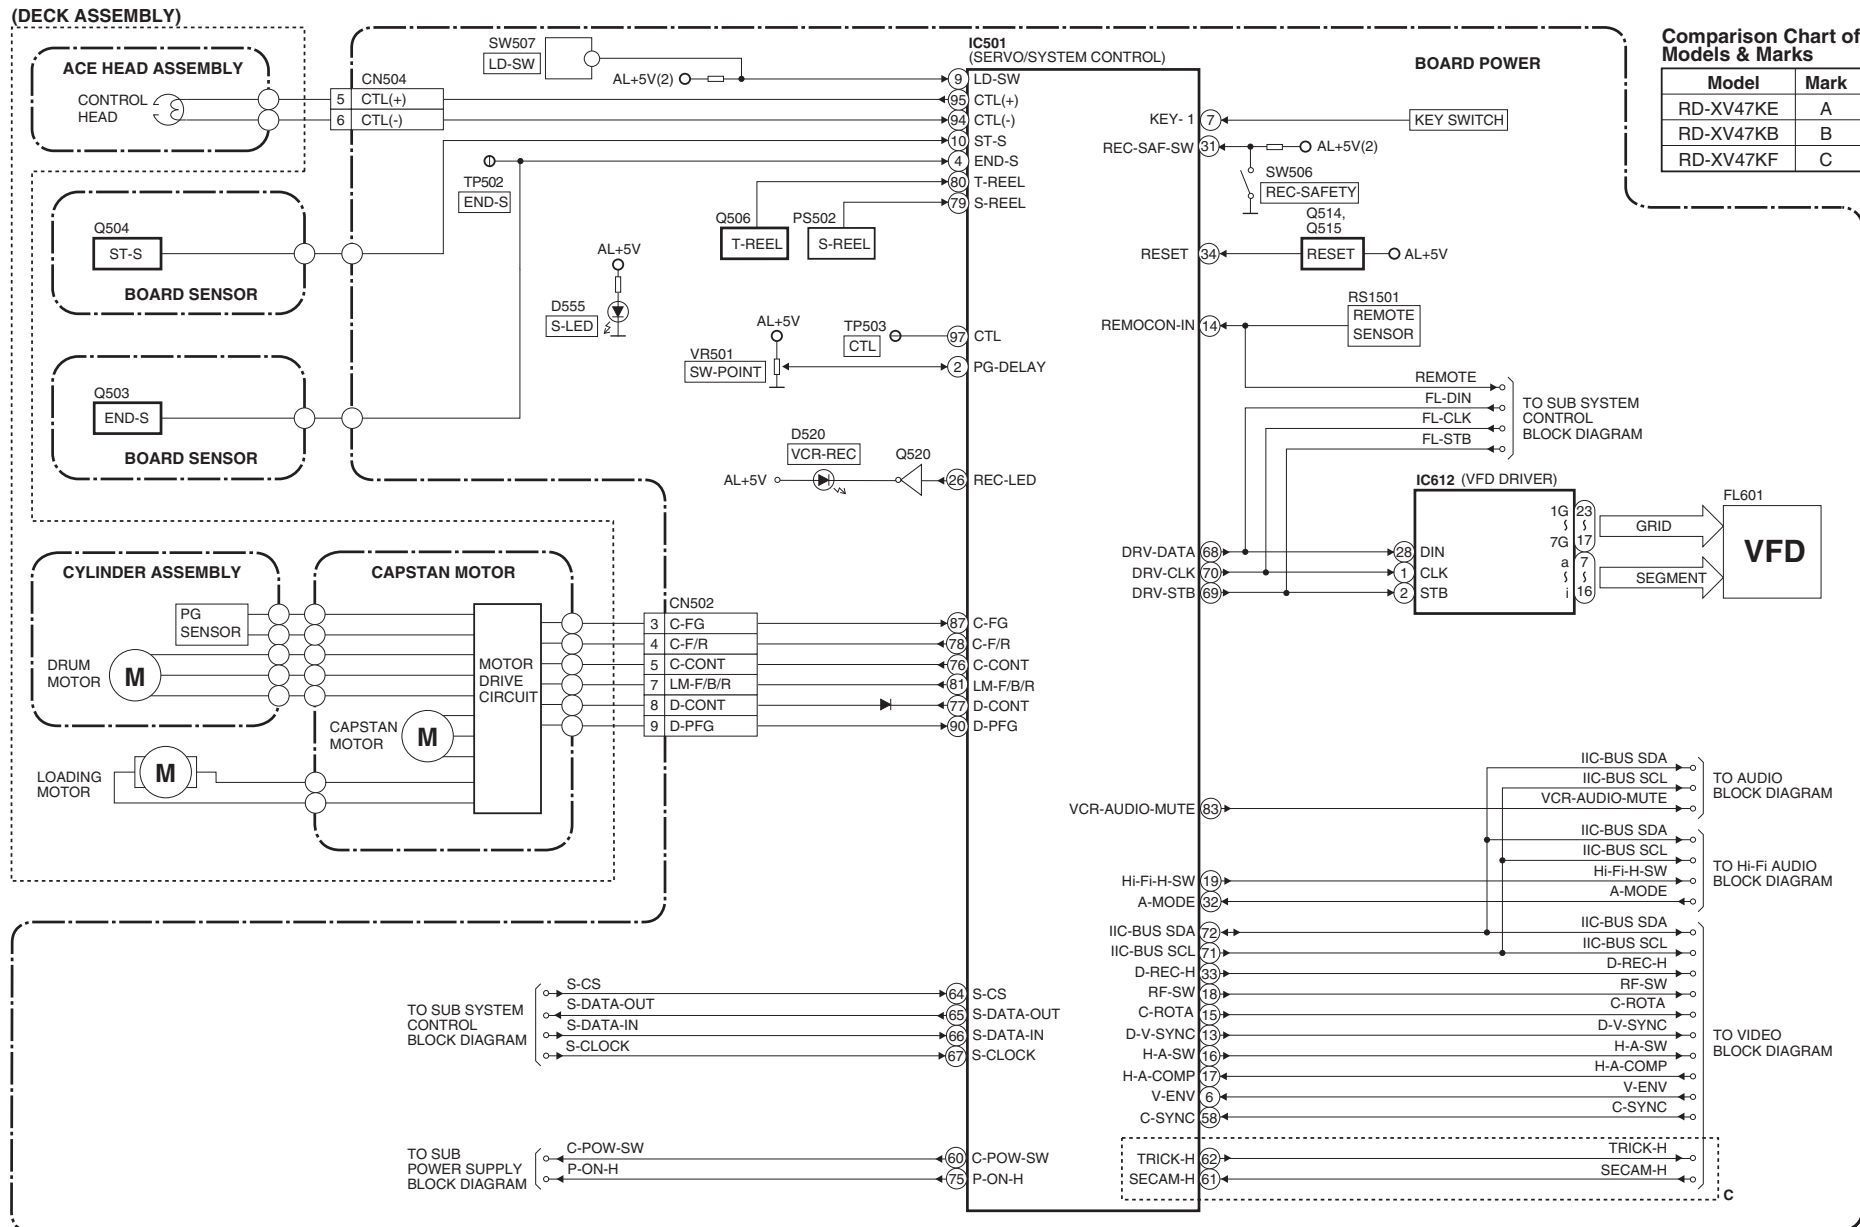 (DECK ASSEMBLY)
ACE HEAD ASSEMBLY
CONTROL
HEAD
CN504
5 CTL(+)
6 CTL(-)
SW507
LD-SW
AL+5V(2)
IC501
(SERVO/SYSTEM CONTROL)
9 LD-SW
95 CTL(+)
94 CTL(-)
10 ST-S
4 END-S
80 T-REEL
79 S-REEL
TP502
END-S
Q506
T-REEL
PS502
S-REEL
Q504
ST-S
BOARD SENSOR
AL+5V
D555
S-LED
AL+5V
VR501
SW-POINT
TP503
CTL
97 CTL
2 PG-DELAY
Q503
END-S
BOARD SENSOR
D520
VCR-REC
Q520
AL+5V
26 REC-LED
BOARD POWER
KEY- 1 7
KEY SWITCH
REC-SAF-SW 31
AL+5V(2)
SW506
REC-SAFETY
Q514,
Q515
RESET 34
RESET
AL+5V
RS1501
REMOTE
SENSOR
REMOCON-IN 14
REMOTE
FL-DIN
FL-CLK
FL-STB
TO SUB SYSTEM
CONTROL
BLOCK DIAGRAM
Comparison Chart of
Models & Marks
Model Mark
RD-XV47KE A
RD-XV47KB B
RD-XV47KF C
IC612 (VFD DRIVER)
DRV-DATA 68
DRV-CLK 70
DRV-STB 69
28 DIN
1 CLK
2 STB
1G 23
7G 17
a 7
i 16
GRID
SEGMENT
FL601
VFD
CYLINDER ASSEMBLY
PG
SENSOR
DRUM
MOTOR
M
CAPSTAN MOTOR
MOTOR
DRIVE
CIRCUIT
CAPSTAN
MOTOR
M
LOADING
MOTOR
M
CN502
3 C-FG
4 C-F/R
5 C-CONT
7 LM-F/B/R
8 D-CONT
9 D-PFG
87 C-FG
78 C-F/R
76 C-CONT
81 LM-F/B/R
77 D-CONT
90 D-PFG
VCR-AUDIO-MUTE 83
Hi-Fi-H-SW 19
A-MODE 32
IIC-BUS SDA 72
IIC-BUS SCL 71
D-REC-H 33
RF-SW 18
C-ROTA 15
D-V-SYNC 13
H-A-SW 16
H-A-COMP 17
V-ENV 6
C-SYNC 58
TRICK-H 62
SECAM-H 61
IIC-BUS SDA
IIC-BUS SCL
VCR-AUDIO-MUTE
TO AUDIO
BLOCK DIAGRAM
IIC-BUS SDA
IIC-BUS SCL
Hi-Fi-H-SW
A-MODE
TO Hi-Fi AUDIO
BLOCK DIAGRAM
IIC-BUS SDA
IIC-BUS SCL
D-REC-H
RF-SW
C-ROTA
D-V-SYNC
H-A-SW
H-A-COMP
V-ENV
C-SYNC
TRICK-H
SECAM-H
TO VIDEO
BLOCK DIAGRAM
C
TO SUB SYSTEM
CONTROL
BLOCK DIAGRAM
S-CS
S-DATA-OUT
S-DATA-IN
S-CLOCK
64 S-CS
65 S-DATA-OUT
66 S-DATA-IN
67 S-CLOCK
TO SUB
POWER SUPPLY
BLOCK DIAGRAM
C-POW-SW
P-ON-H
60 C-POW-SW
75 P-ON-H